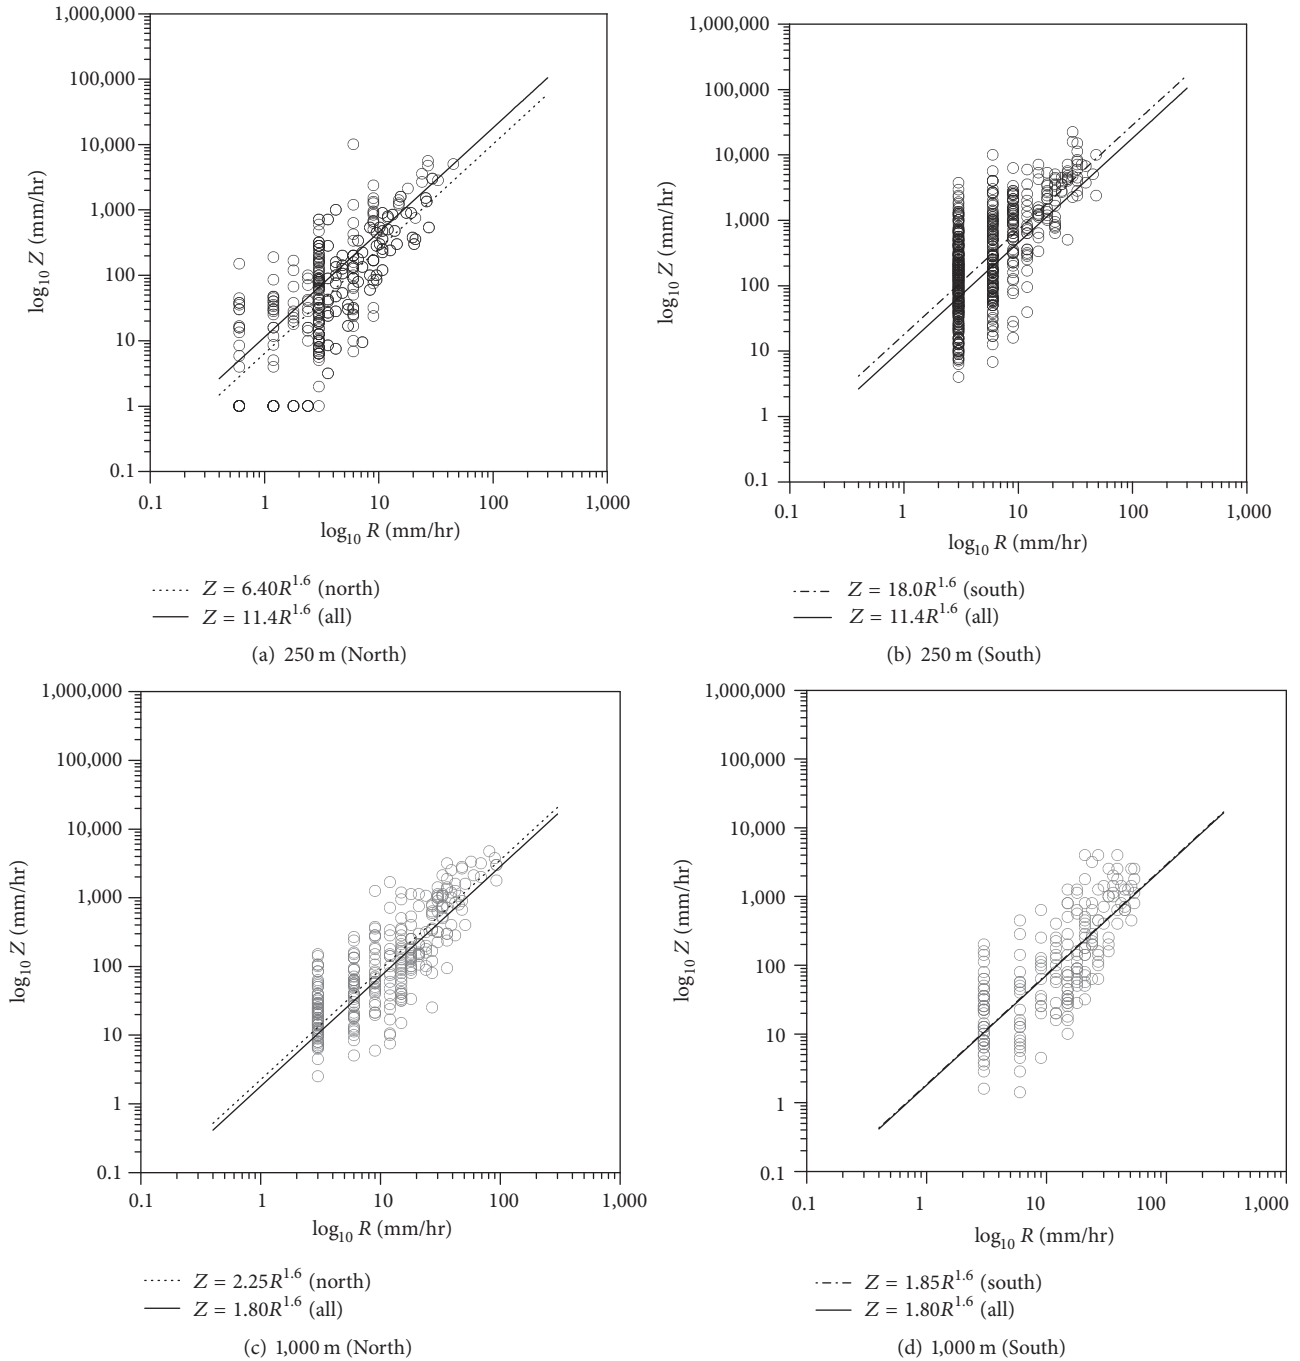 1,000,000
100,000
10,000
1,000
100
10
1
0.1
log₁₀ Z (mm/hr)
0.1 1 10 100 1,000
log₁₀ R (mm/hr)
Z = 6.40R¹·⁶ (north)
Z = 11.4R¹·⁶ (all)
(a) 250 m (North)
1,000,000
100,000
10,000
1,000
100
10
1
0.1
log₁₀ Z (mm/hr)
0.1 1 10 100 1,000
log₁₀ R (mm/hr)
Z = 18.0R¹·⁶ (south)
Z = 11.4R¹·⁶ (all)
(b) 250 m (South)
1,000,000
100,000
10,000
1,000
100
10
1
0.1
log₁₀ Z (mm/hr)
0.1 1 10 100 1,000
log₁₀ R (mm/hr)
Z = 2.25R¹·⁶ (north)
Z = 1.80R¹·⁶ (all)
(c) 1,000 m (North)
1,000,000
100,000
10,000
1,000
100
10
1
0.1
log₁₀ Z (mm/hr)
0.1 1 10 100 1,000
log₁₀ R (mm/hr)
Z = 1.85R¹·⁶ (south)
Z = 1.80R¹·⁶ (all)
(d) 1,000 m (South)